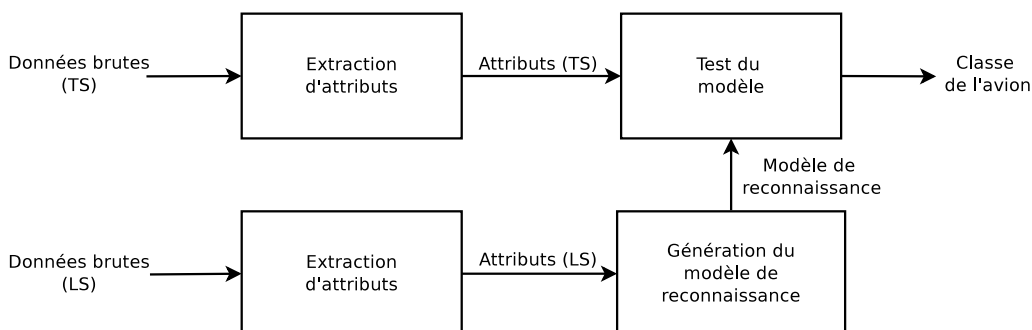 Données brutes
(TS)
Extraction
d'attributs
Attributs (TS)
Test du
modèle
Classe
de l'avion
Modèle de
reconnaissance
Données brutes
(LS)
Extraction
d'attributs
Attributs (LS)
Génération du
modèle de
reconnaissance